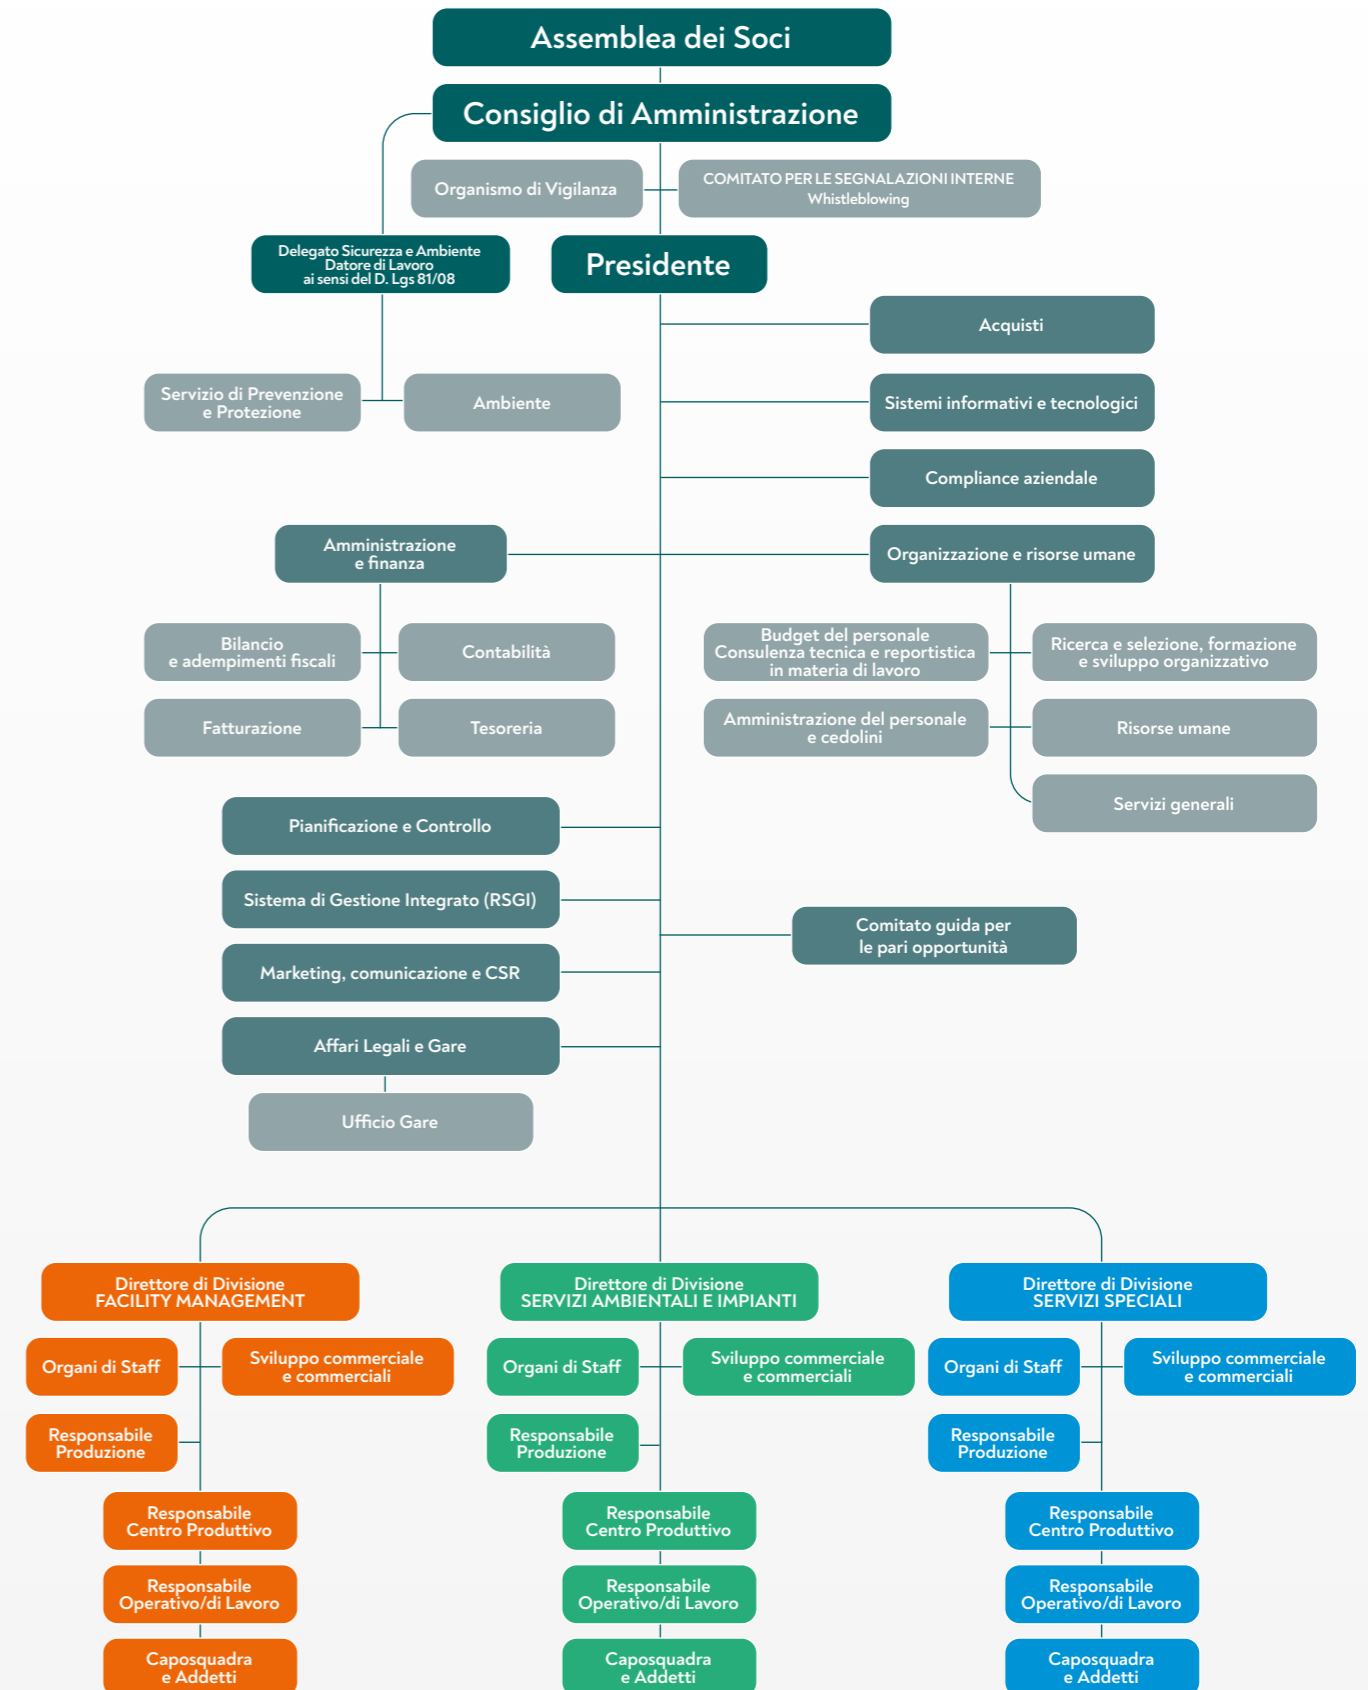 Assemblea dei Soci
Consiglio di Amministrazione
Organismo di Vigilanza
COMITATO PER LE SEGNALAZIONI INTERNE
Whistleblowing
Delegato Sicurezza e Ambiente
Datore di Lavoro
ai sensi del D. Lgs 81/08
Presidente
Acquisti
Servizio di Prevenzione
e Protezione
Ambiente
Sistemi informativi e tecnologici
Compliance aziendale
Amministrazione
e finanza
Organizzazione e risorse umane
Bilancio
e adempimenti fiscali
Contabilità
Budget del personale
Consulenza tecnica e reportistica
in materia di lavoro
Ricerca e selezione, formazione
e sviluppo organizzativo
Fatturazione
Tesoreria
Amministrazione del personale
e cedolini
Risorse umane
Servizi generali
Pianificazione e Controllo
Sistema di Gestione Integrato (RSGI)
Comitato guida per
le pari opportunità
Marketing, comunicazione e CSR
Affari Legali e Gare
Ufficio Gare
Direttore di Divisione
FACILITY MANAGEMENT
Direttore di Divisione
SERVIZI AMBIENTALI E IMPIANTI
Direttore di Divisione
SERVIZI SPECIALI
Organi di Staff
Sviluppo commerciale
e commerciali
Organi di Staff
Sviluppo commerciale
e commerciali
Organi di Staff
Sviluppo commerciale
e commerciali
Responsabile
Produzione
Responsabile
Produzione
Responsabile
Produzione
Responsabile
Centro Produttivo
Responsabile
Centro Produttivo
Responsabile
Centro Produttivo
Responsabile
Operativo/di Lavoro
Responsabile
Operativo/di Lavoro
Responsabile
Operativo/di Lavoro
Caposquadra
e Addetti
Caposquadra
e Addetti
Caposquadra
e Addetti